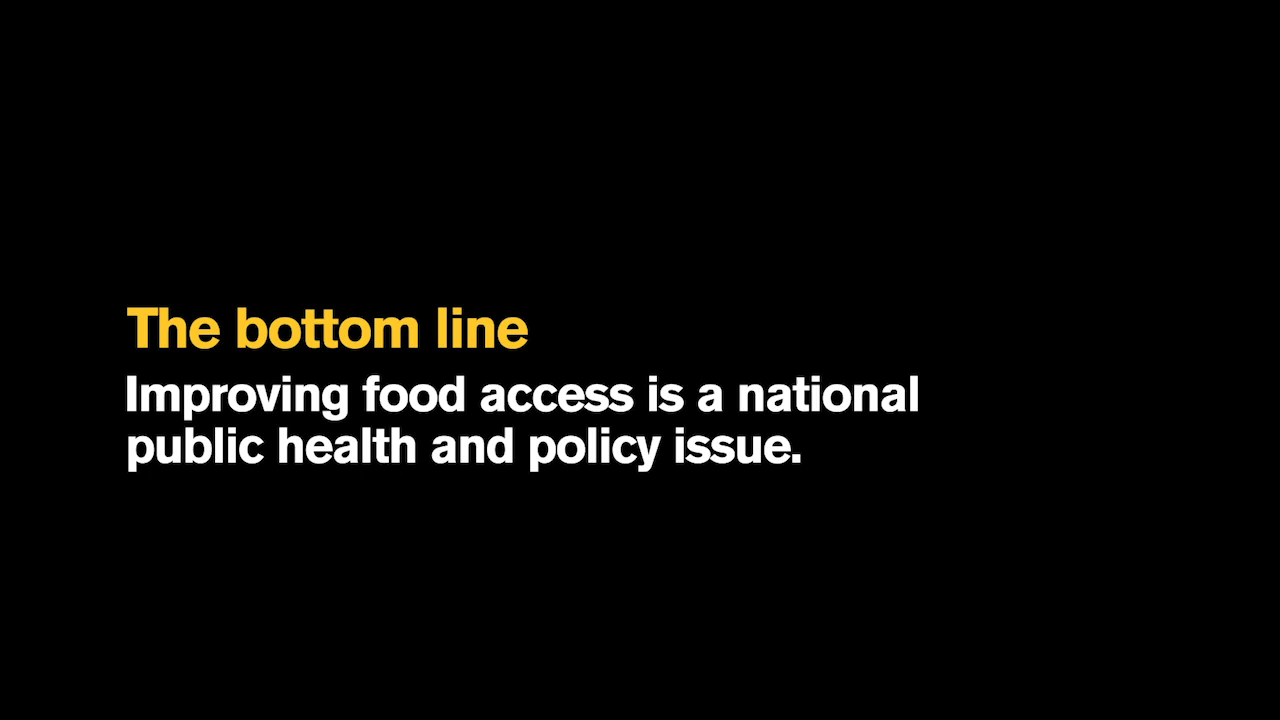 The bottom line
Improving food access is a national
public health and policy issue.